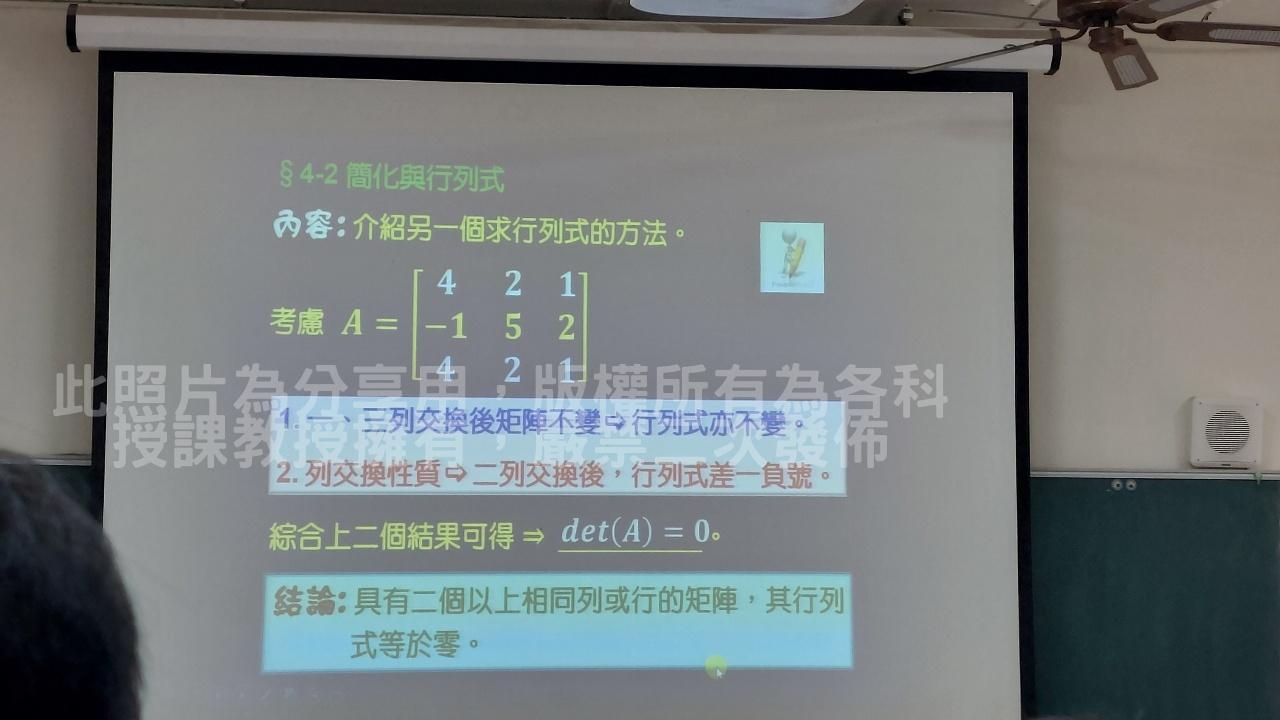 § 4-2 簡化與行列式
內容：介紹另一個求行列式的方法。
考慮 A = [ 4 2 1
-1 5 2
4 2 1 ]
此照片為分享用，版權所有為各科
授課教授擁有，嚴禁二次發佈
1. 一、三列交換後矩陣不變⇨行列式亦不變。
2. 列交換性質⇨二列交換後，行列式差一負號。
綜合上二個結果可得 ⇒ det(A) = 0。
結論：具有二個以上相同列或行的矩陣，其行列
式等於零。